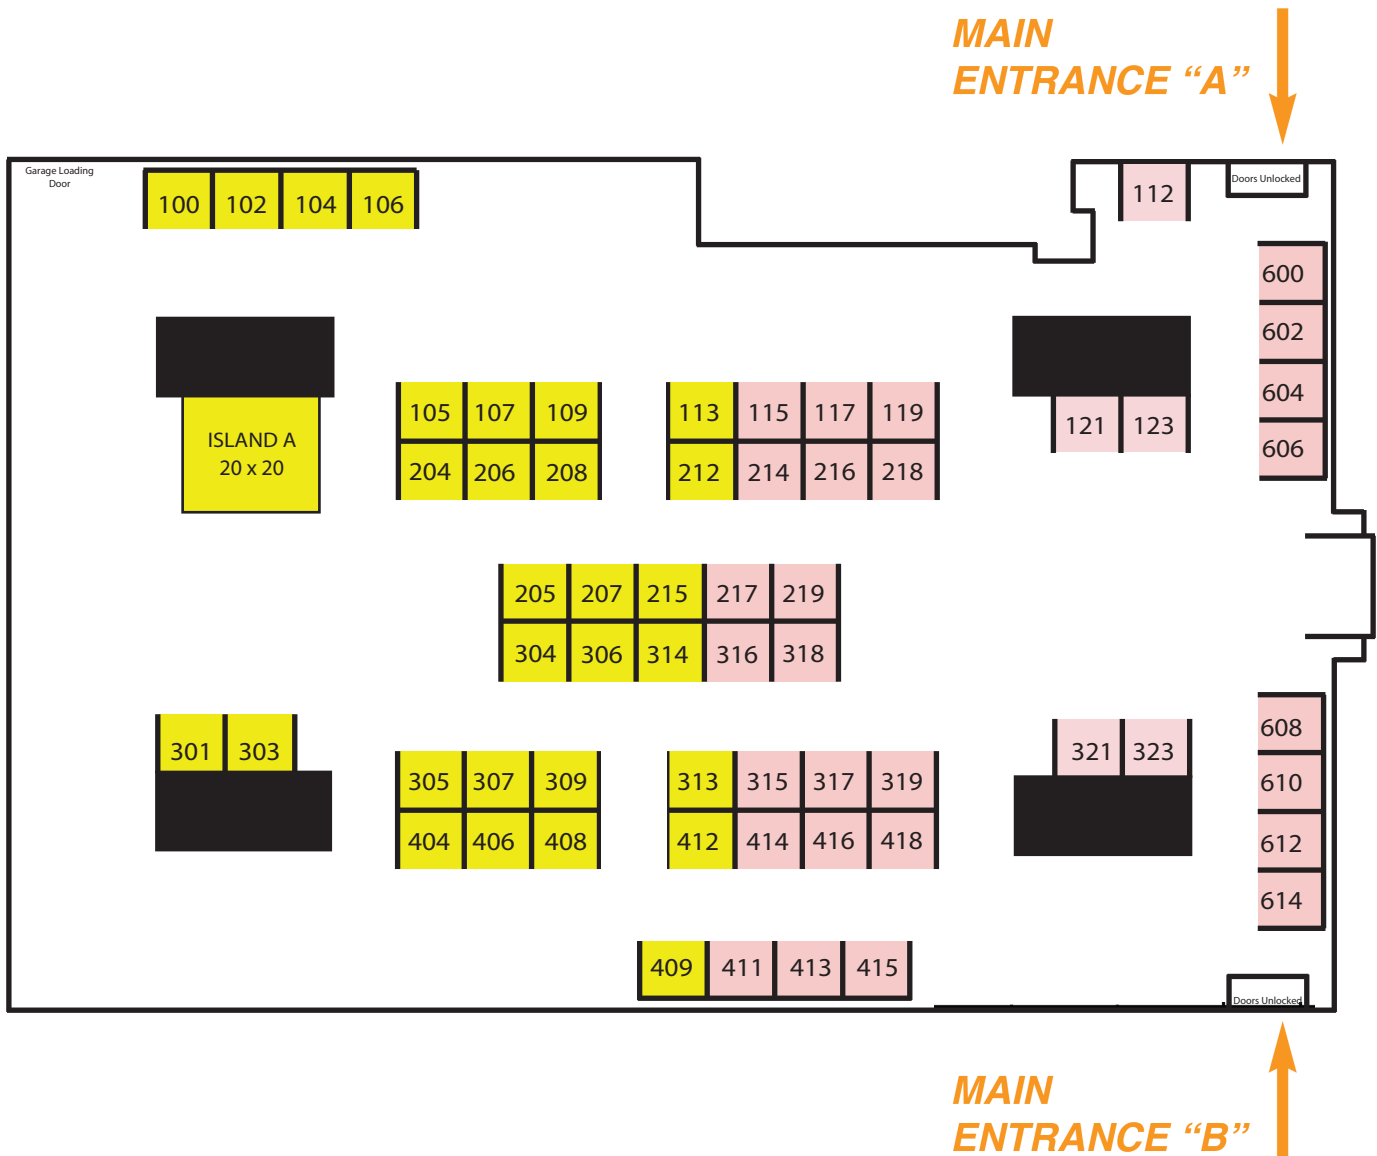 MAIN
ENTRANCE “A”
Garage Loading
Door
Doors Unlocked
100 102 104 106
112
600
602
604
606
ISLAND A
20 x 20
105 107 109
204 206 208
113 115 117 119
212 214 216 218
121 123
205 207 215 217 219
304 306 314 316 318
301 303
305 307 309
404 406 408
313 315 317 319
412 414 416 418
321 323
608
610
612
614
409 411 413 415
Doors Unlocked
MAIN
ENTRANCE “B”